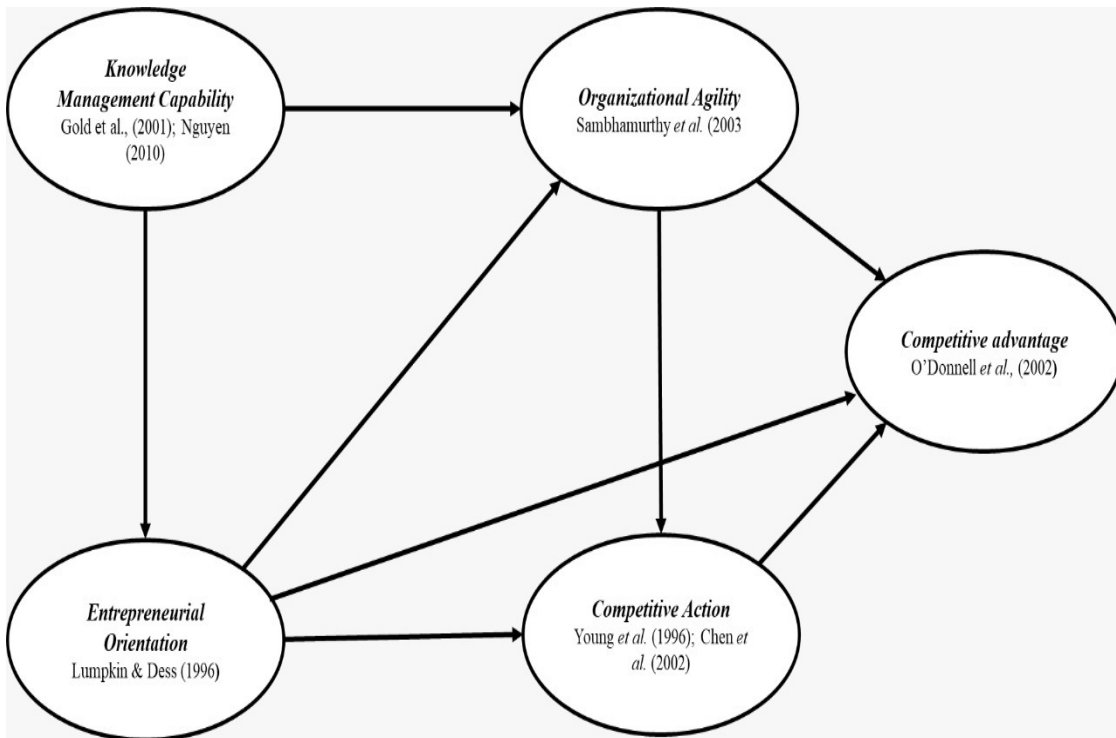 Knowledge
Management Capability
Gold et al., (2001); Nguyen
(2010)
Organizational Agility
Sambhamurthy et al. (2003
Competitive advantage
O’Donnell et al., (2002)
Entrepreneurial
Orientation
Lumpkin & Dess (1996)
Competitive Action
Young et al. (1996); Chen et
al. (2002)